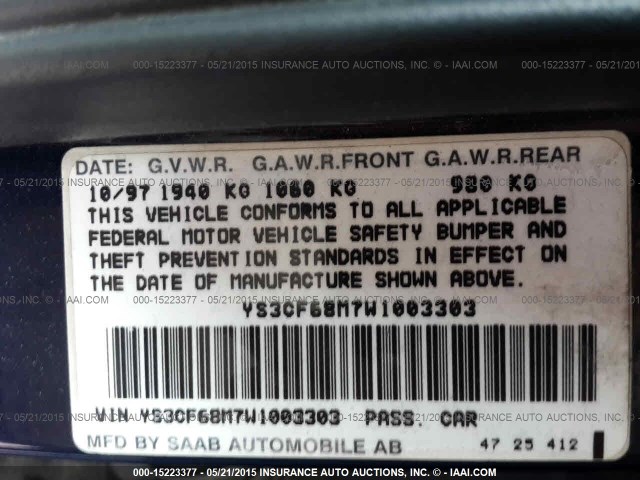 000-15223377 - 05/21/2015 INSURANCE AUTO AUCTIONS, INC. © - IAAI.COM
DATE: G.V.W.R. G.A.W.R.FRONT G.A.W.R.REAR
10/97 1940 KG 1080 KG KG
THIS VEHICLE CONFORMS TO ALL APPLICABLE
FEDERAL MOTOR VEHICLE SAFETY BUMPER AND
THEFT PREVENTION STANDARDS IN EFFECT ON
THE DATE OF MANUFACTURE SHOWN ABOVE.
YS3CF68M7W1003303
VIN YS3CF68M7W1003303 PASS. CAR
MFD BY SAAB AUTOMOBILE AB 47 25 412
000-15223377 - 05/21/2015 INSURANCE AUTO AUCTIONS, INC. © - IAAI.COM